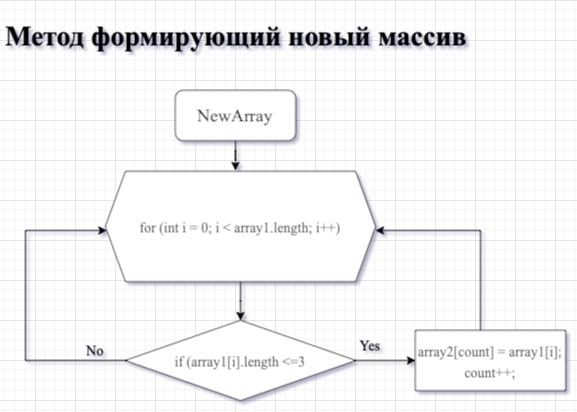 Метод формирующий новый массив
NewArray
for (int i = 0; i < array1.length; i++)
No
if (array1[i].length <=3
Yes
array2[count] = array1[i];
count++;